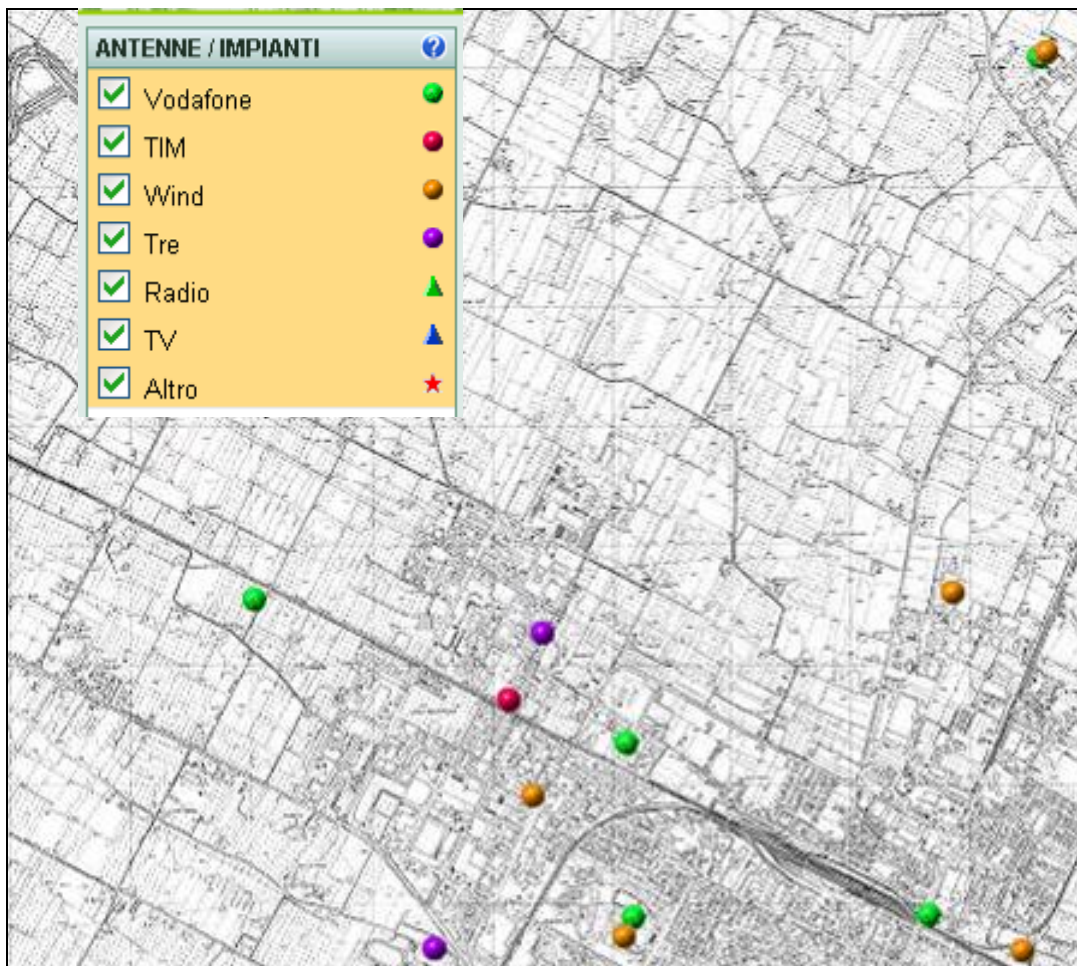 ANTENNE / IMPIANTI ?
Vodafone
TIM
Wind
Tre
Radio
TV
Altro